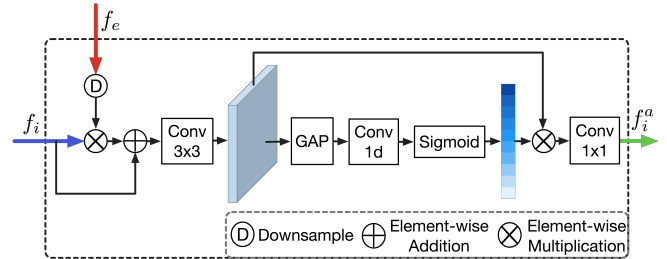 f_e
D
f_i
Conv
3x3
GAP
Conv
1d
Sigmoid
Conv
1x1
f_i^a
D Downsample
Element-wise
Addition
Element-wise
Multiplication